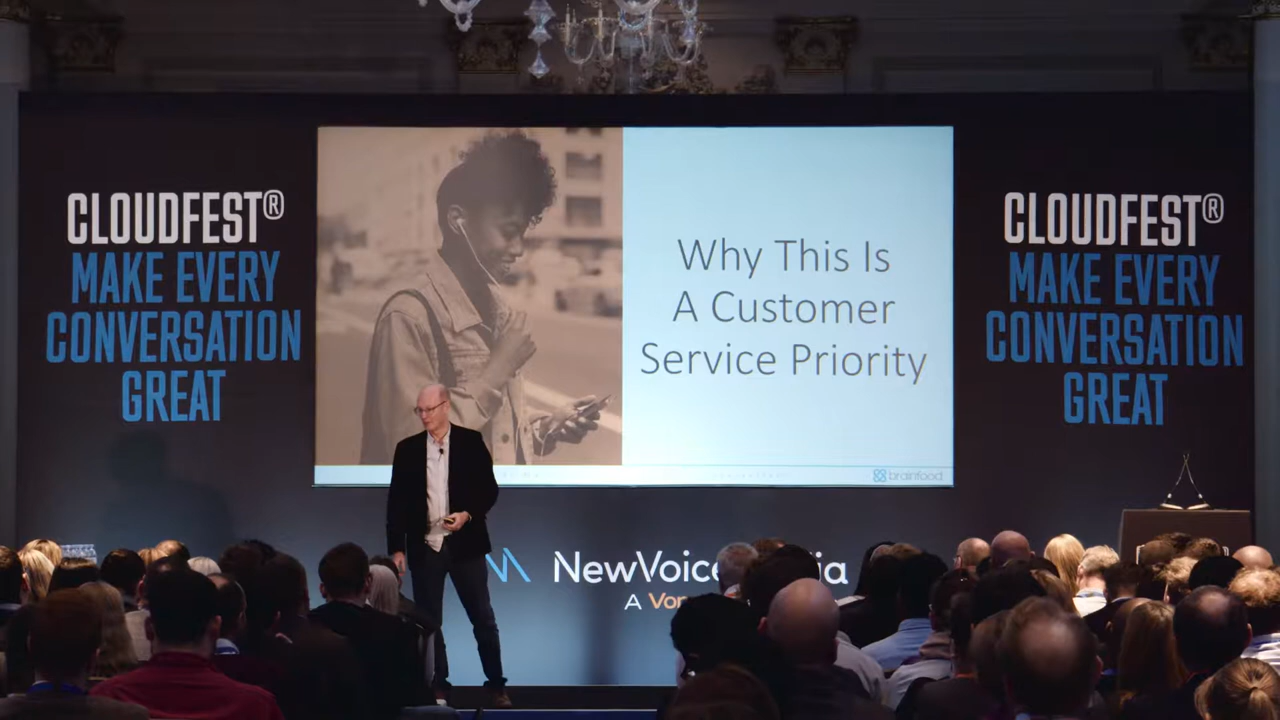 CLOUDFEST®
MAKE EVERY
CONVERSATION
GREAT
Why This Is
A Customer
Service Priority
brainfood
CLOUDFEST®
MAKE EVERY
CONVERSATION
GREAT